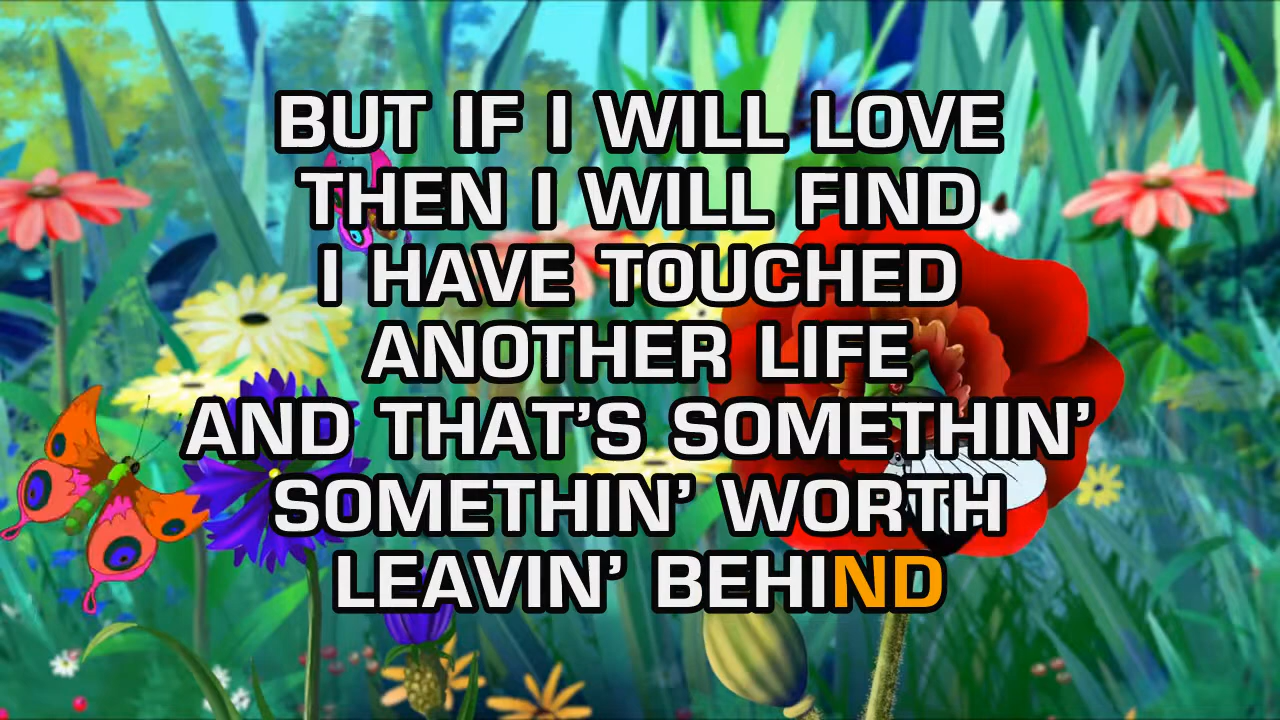 BUT IF I WILL LOVE
THEN I WILL FIND
I HAVE TOUCHED
ANOTHER LIFE
AND THAT’S SOMETHIN’
SOMETHIN’ WORTH
LEAVIN’ BEHIND